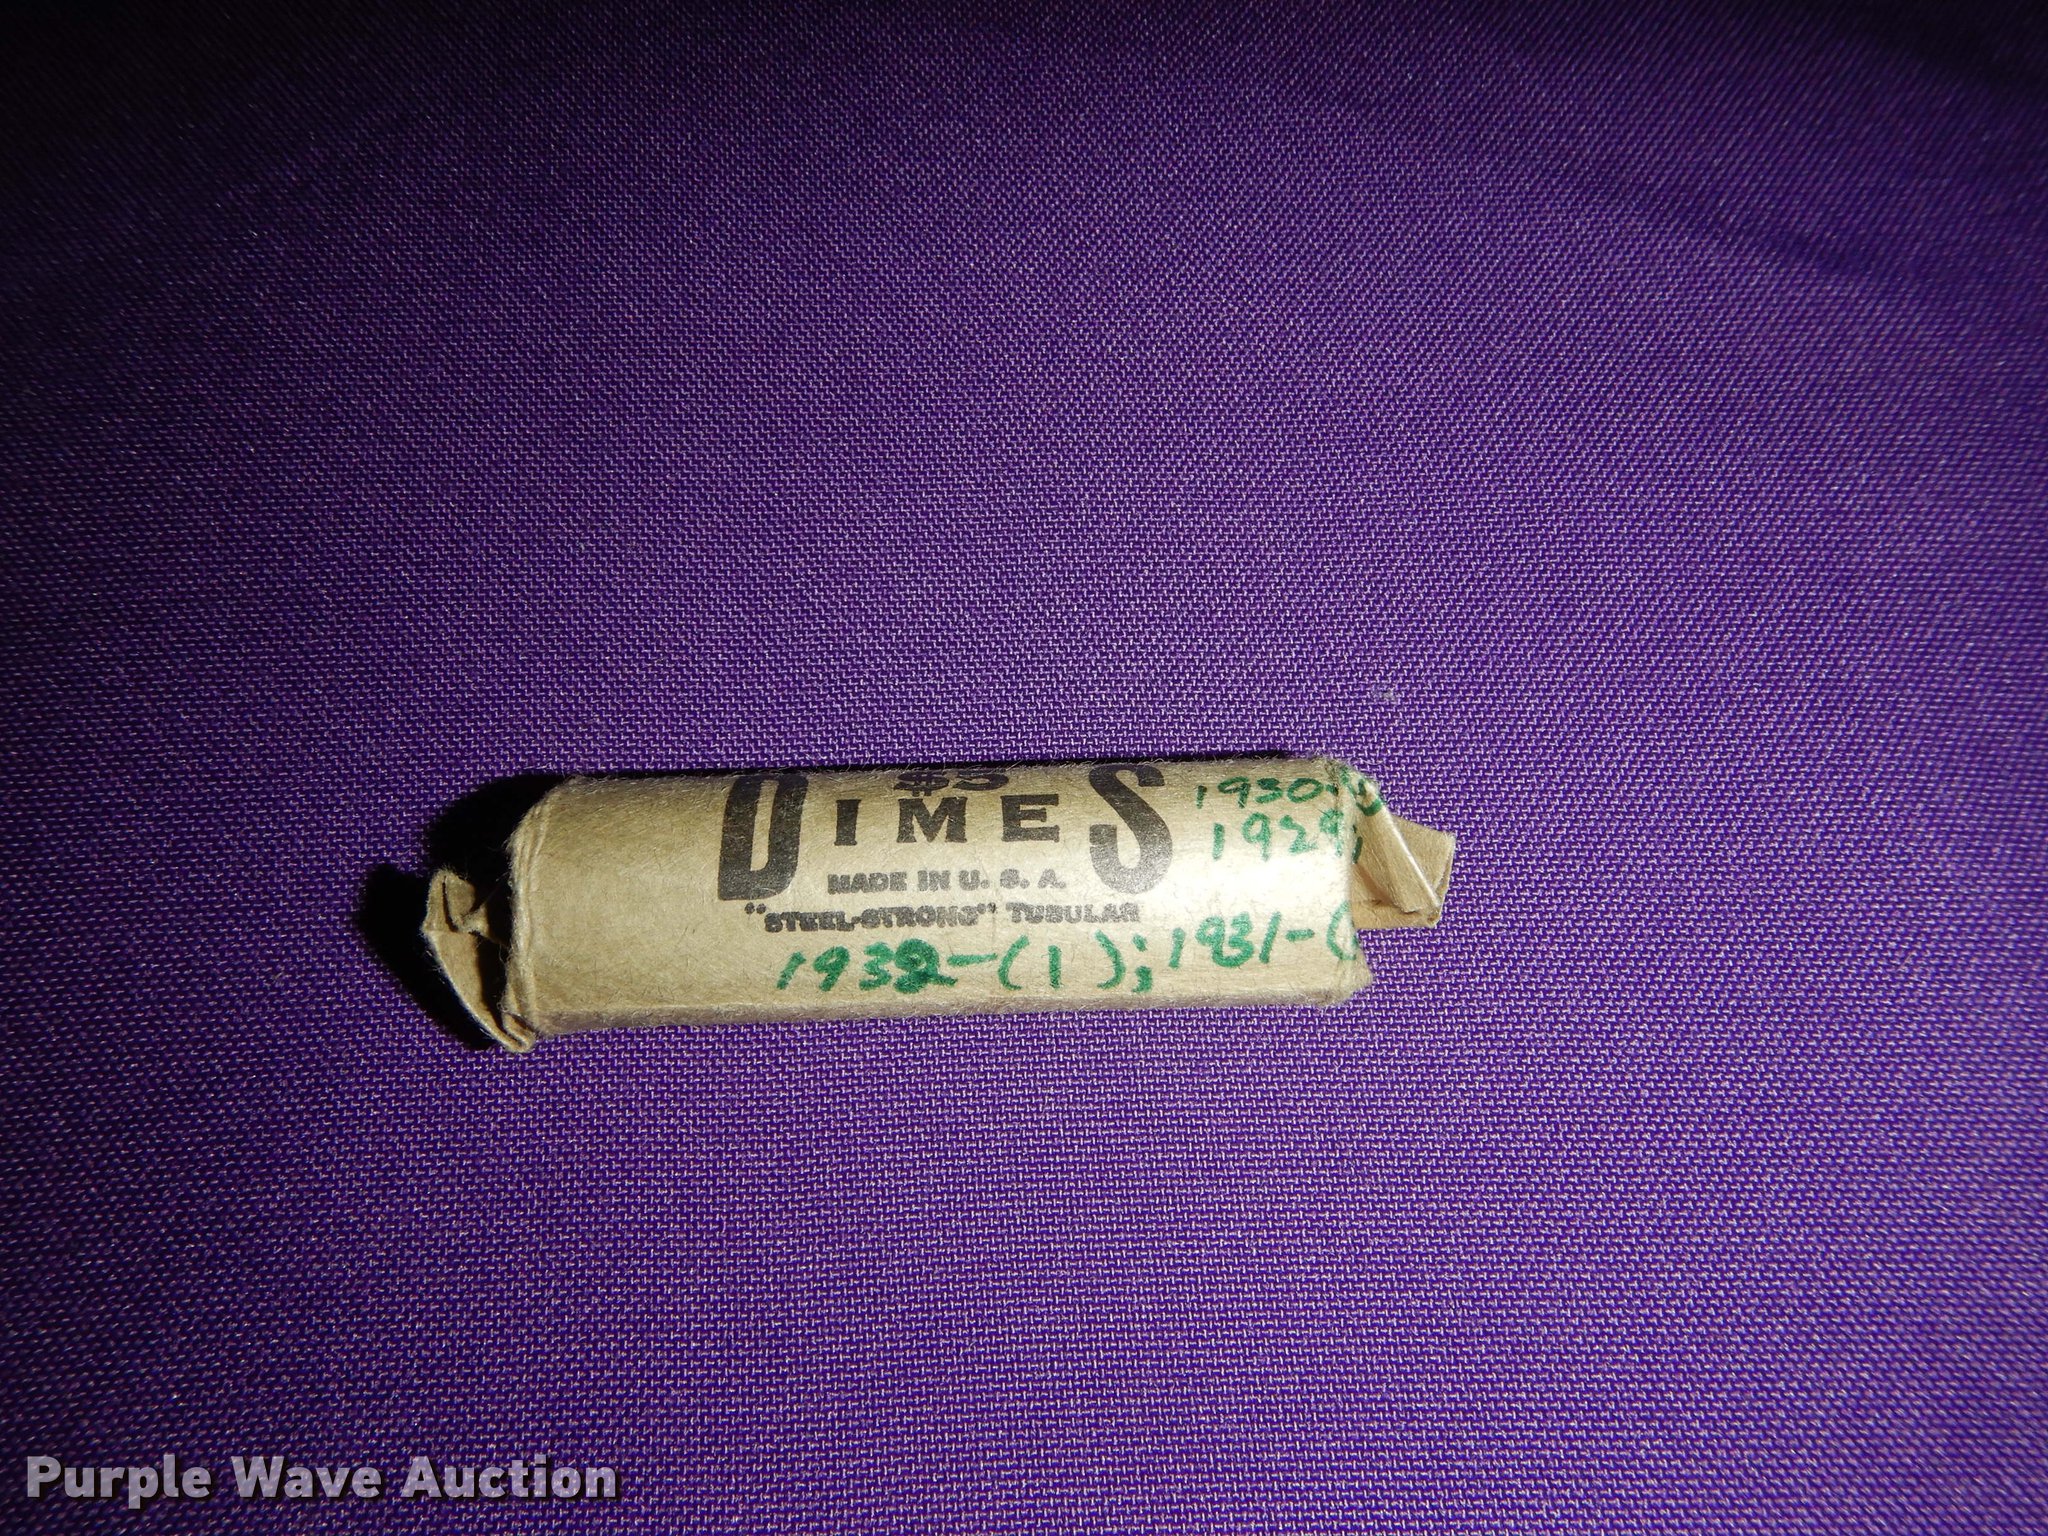 $5
DIMES
MADE IN U. S. A.
"STEEL-STRONG" TUBULAR
1930-
1929;
1932-(1); 1931-(
Purple Wave Auction